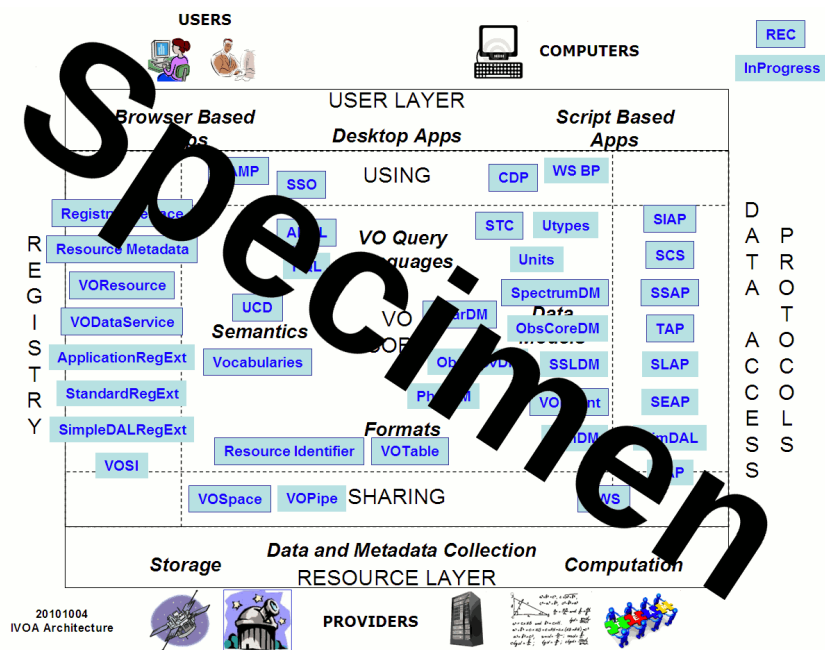 USERS
COMPUTERS
REC
InProgress
USER LAYER
Browser Based
Desktop Apps
Script Based
Apps
USING
SSO
CDP
WS BP
Resource Metadata
VOResource
VODataService
ApplicationRegExt
StandardRegExt
SimpleDALRegExt
VOSI
REGISTRY
VO Query
STC
Utypes
Units
SpectrumDM
ObsCoreDM
SSLDM
UCD
Semantics
Vocabularies
VO
Data
Formats
Resource Identifier
VOTable
SIAP
SCS
SSAP
TAP
SLAP
SEAP
DATA ACCESS
PROTOCOLS
VOSpace
VOPipe
SHARING
Storage
Data and Metadata Collection
Computation
RESOURCE LAYER
20101004
IVOA Architecture
PROVIDERS
Specimen